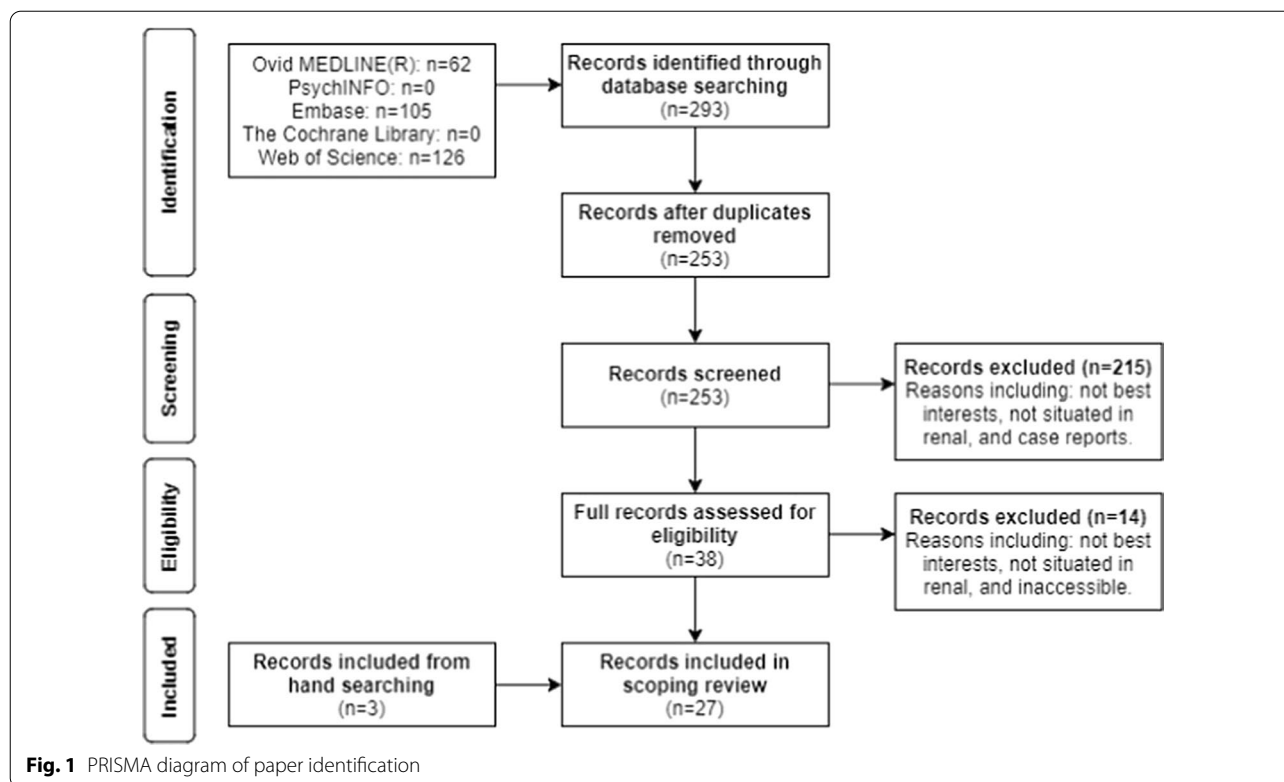 Identification
Ovid MEDLINE(R): n=62
PsychINFO: n=0
Embase: n=105
The Cochrane Library: n=0
Web of Science: n=126
Records identified through
database searching
(n=293)
Records after duplicates
removed
(n=253)
Screening
Records screened
(n=253)
Records excluded (n=215)
Reasons including: not best
interests, not situated in
renal, and case reports.
Eligibility
Full records assessed for
eligibility
(n=38)
Records excluded (n=14)
Reasons including: not best
interests, not situated in
renal, and inaccessible.
Included
Records included from
hand searching
(n=3)
Records included in
scoping review
(n=27)
Fig. 1 PRISMA diagram of paper identification